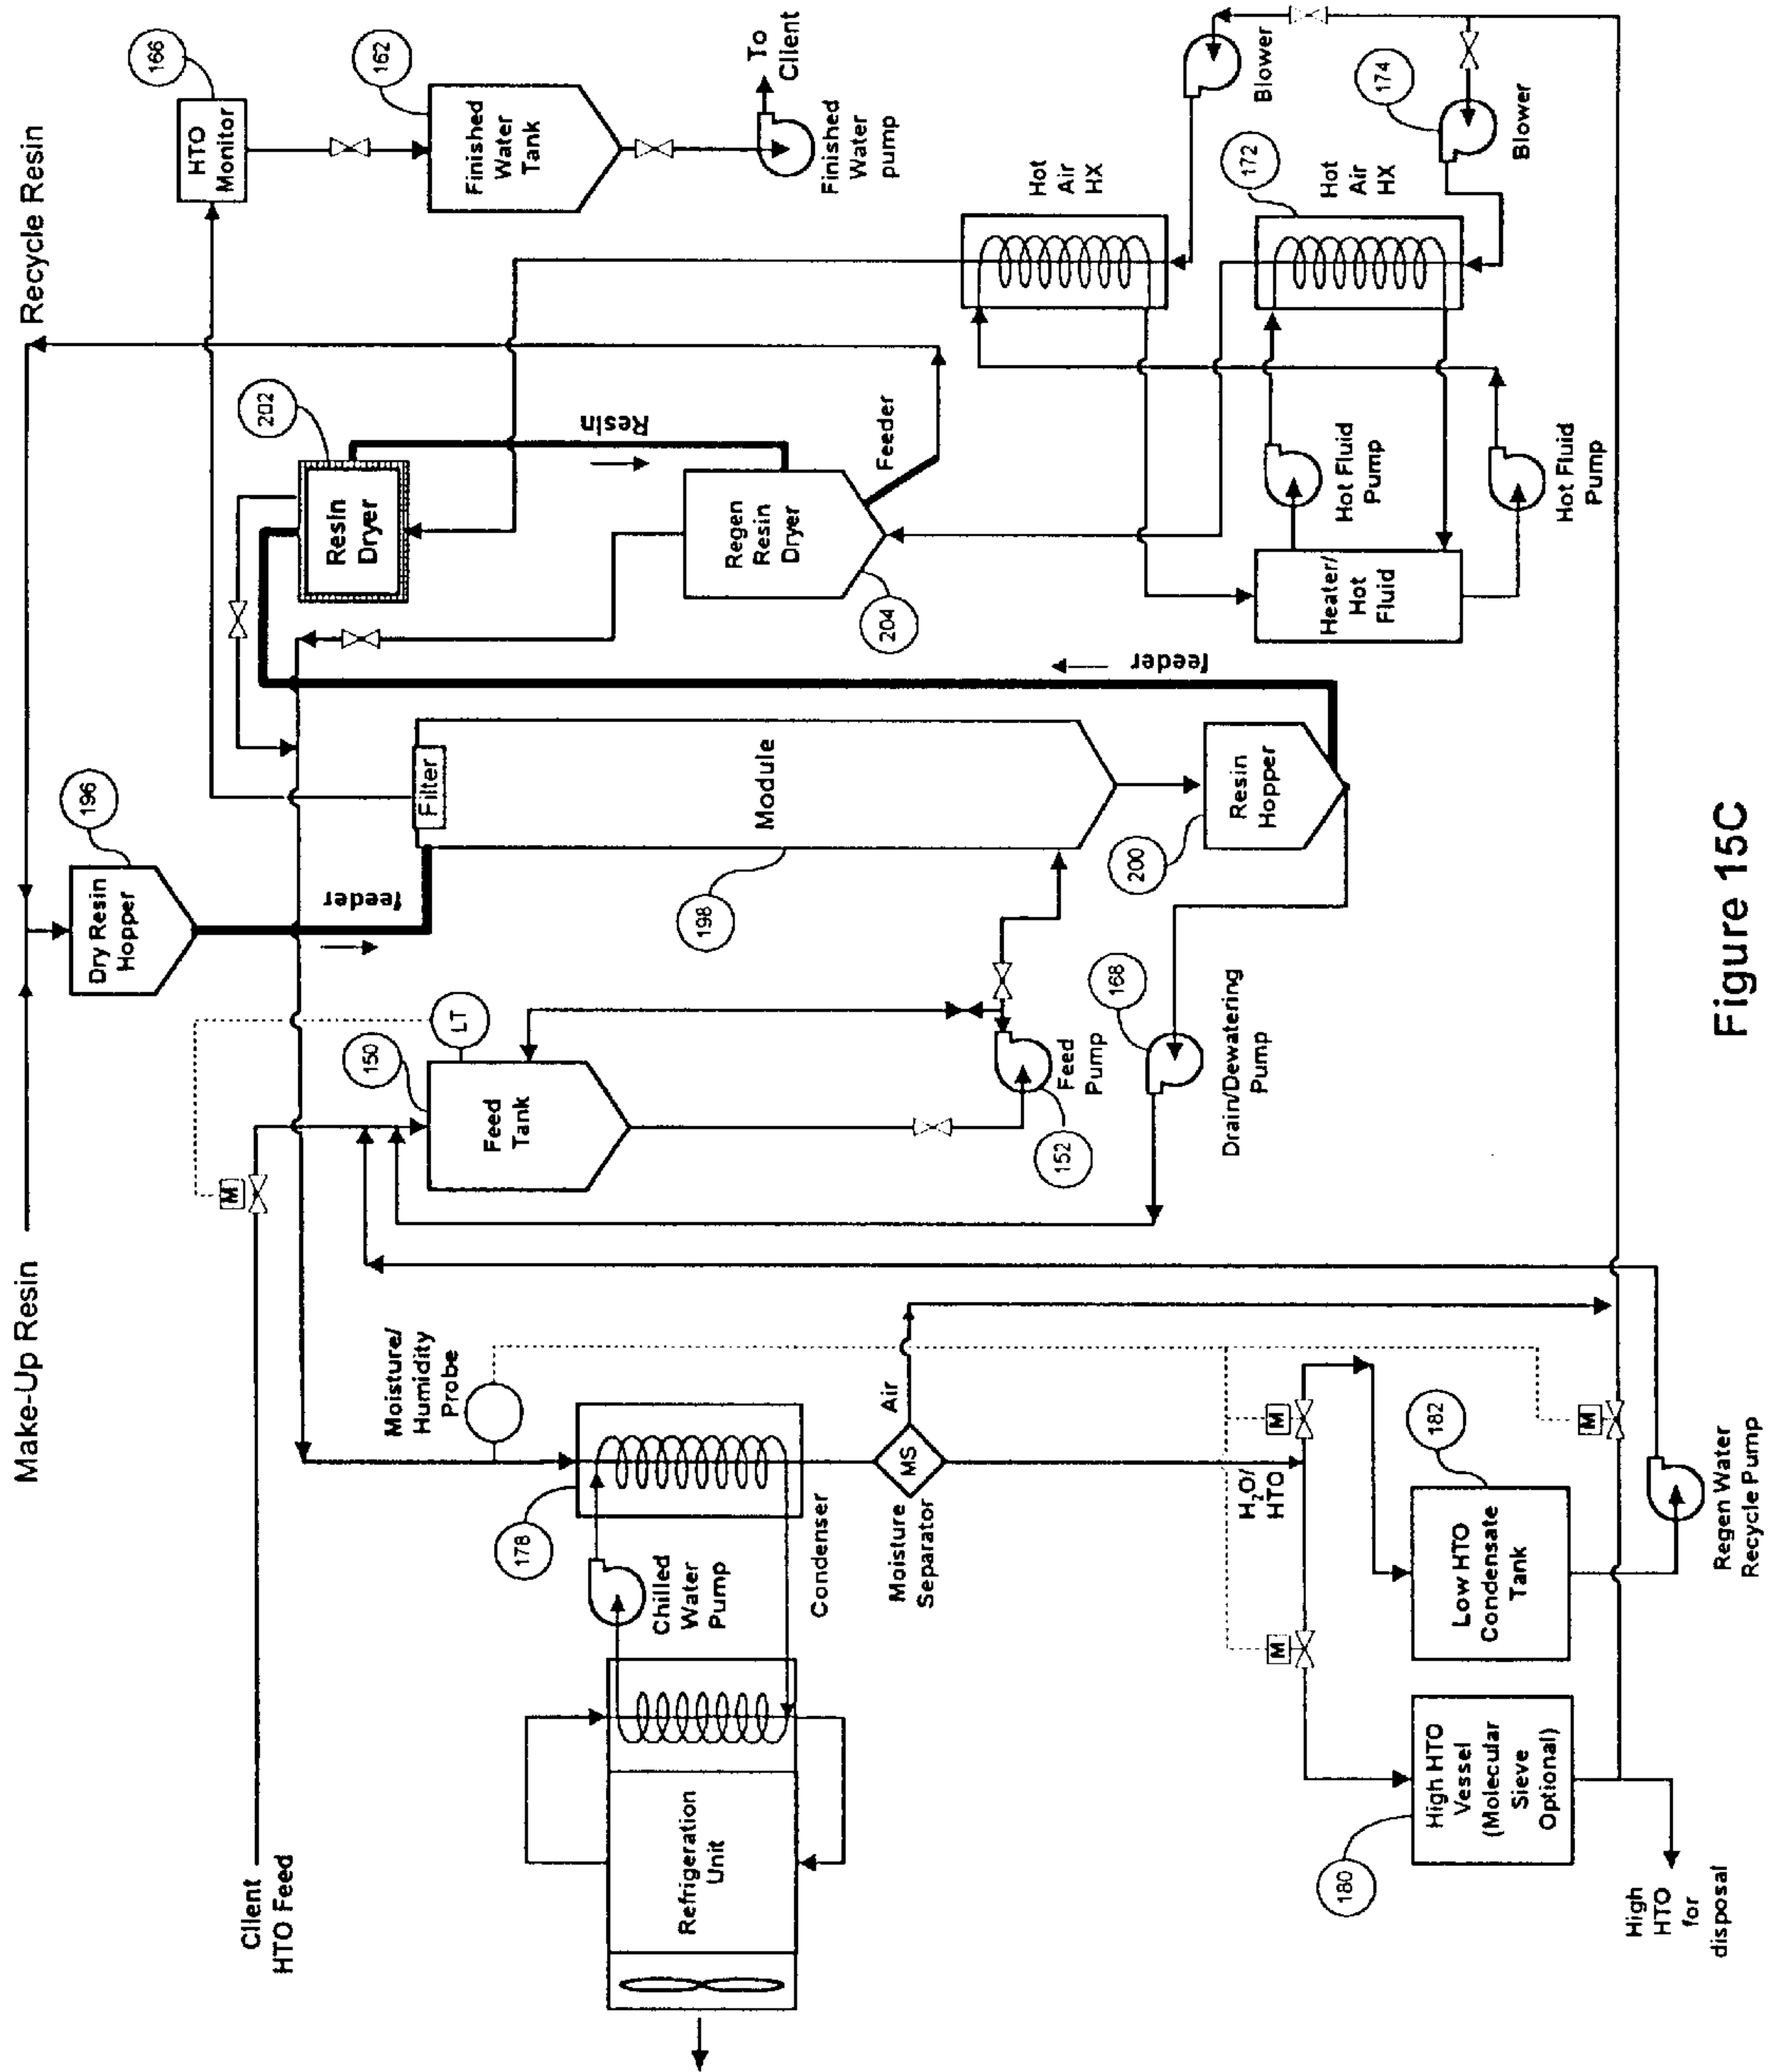 Make-Up Resin
Recycle Resin
Client
HTO Feed
M
196
Dry Resin
Hopper
feeder
166
HTO
Monitor
162
Finished
Water
Tank
To
Client
Finished
Water
pump
202
Resin
Dryer
Resin
Regen
Resin
Dryer
204
Feeder
150
LT
Feed
Tank
Filter
Module
198
feeder
152
Feed
Pump
168
Drain/Dewatering
Pump
200
Resin
Hopper
Moisture/
Humidity
Probe
178
Condenser
Chilled
Water
Pump
Refrigeration
Unit
Air
MS
Moisture
Separator
H2O/
HTO
M
M
M
182
Low HTO
Condensate
Tank
180
High HTO
Vessel
(Molecular
Sieve
Optional)
High
HTO
for
disposal
Regen Water
Recycle Pump
Hot
Air
HX
172
Hot
Air
HX
Blower
174
Blower
Heater/
Hot
Fluid
Hot Fluid
Pump
Hot Fluid
Pump
Figure 15C